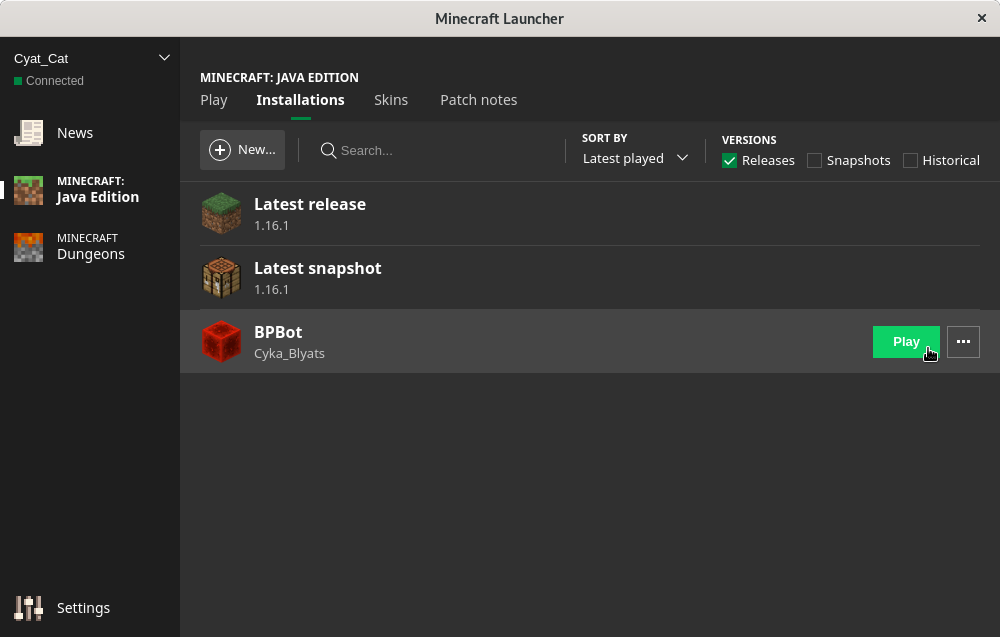 Minecraft Launcher
Cyat_Cat
Connected
News
MINECRAFT:
Java Edition
MINECRAFT
Dungeons
Settings
MINECRAFT: JAVA EDITION
Play Installations Skins Patch notes
New...
Search...
SORT BY
Latest played
VERSIONS
Releases Snapshots Historical
Latest release
1.16.1
Latest snapshot
1.16.1
BPBot
Cyka_Blyats
Play